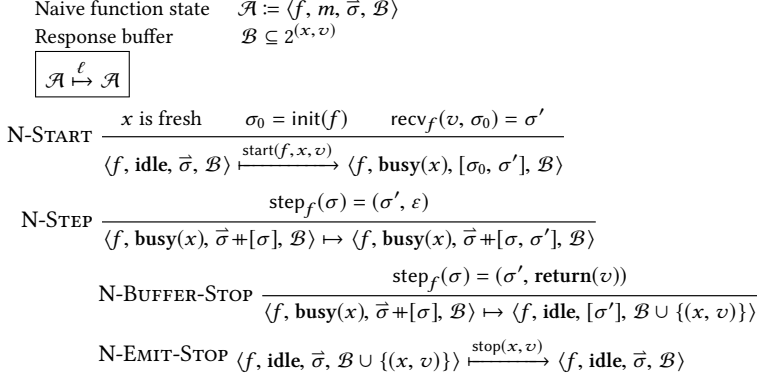 Naive function state 𝒜 ≔ ⟨f, m, σ⃗, ℬ⟩
Response buffer ℬ ⊆ 2^(x,v)
𝒜 ↦^ℓ 𝒜
x is fresh σ₀ = init(f) recv_f(v, σ₀) = σ′
N-Start
⟨f, idle, σ⃗, ℬ⟩ ↦^start(f,x,v) ⟨f, busy(x), [σ₀, σ′], ℬ⟩
step_f(σ) = (σ′, ε)
N-Step
⟨f, busy(x), σ⃗ ++[σ], ℬ⟩ ↦ ⟨f, busy(x), σ⃗ ++[σ, σ′], ℬ⟩
step_f(σ) = (σ′, return(v))
N-Buffer-Stop
⟨f, busy(x), σ⃗ ++[σ], ℬ⟩ ↦ ⟨f, idle, [σ′], ℬ ∪ {(x, v)}⟩
N-Emit-Stop ⟨f, idle, σ⃗, ℬ ∪ {(x, v)}⟩ ↦^stop(x,v) ⟨f, idle, σ⃗, ℬ⟩